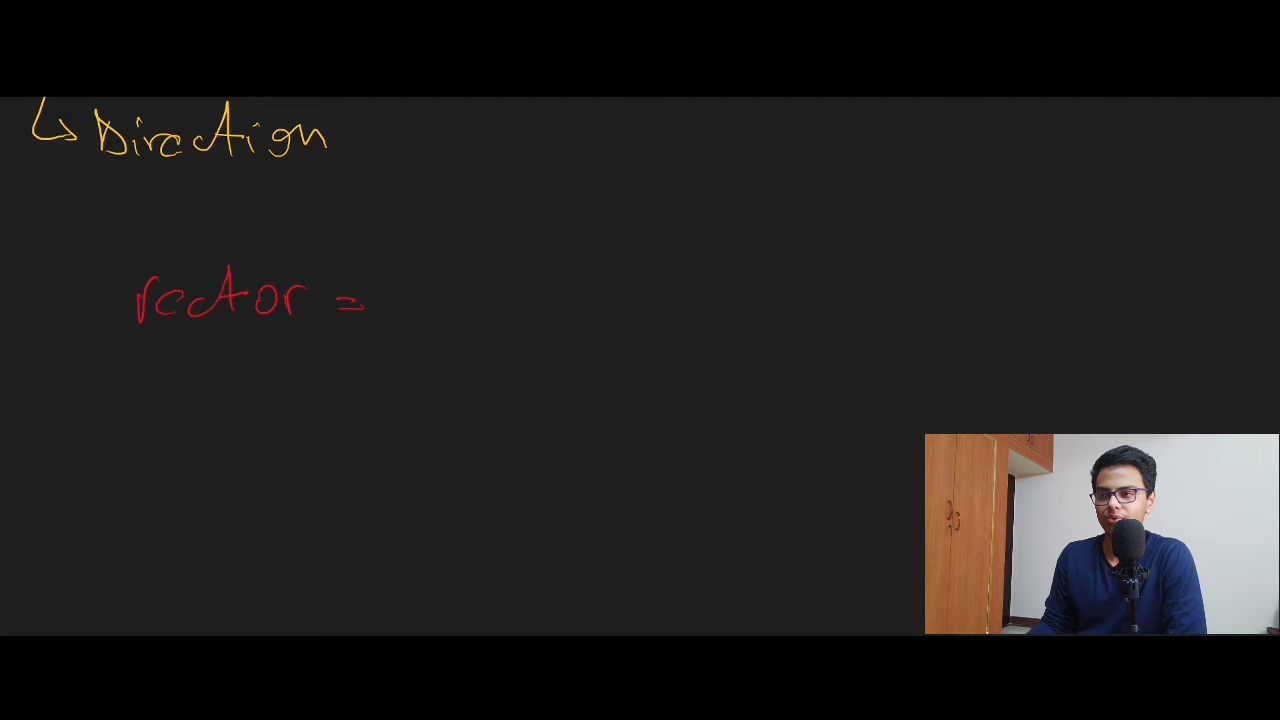 ↳ Direction
vector =